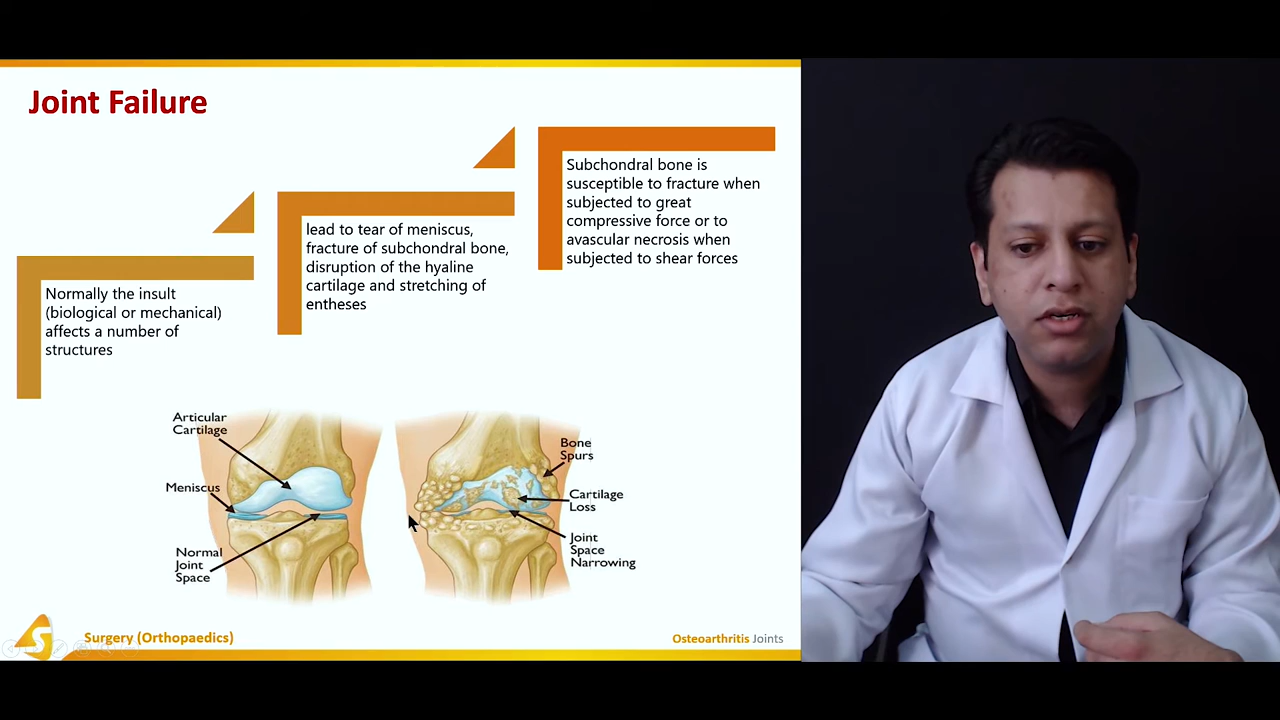 Joint Failure
Normally the insult
(biological or mechanical)
affects a number of
structures
lead to tear of meniscus,
fracture of subchondral bone,
disruption of the hyaline
cartilage and stretching of
entheses
Subchondral bone is
susceptible to fracture when
subjected to great
compressive force or to
avascular necrosis when
subjected to shear forces
Articular
Cartilage
Meniscus
Normal
Joint
Space
Bone
Spurs
Cartilage
Loss
Joint
Space
Narrowing
S
Surgery (Orthopaedics)
Osteoarthritis Joints